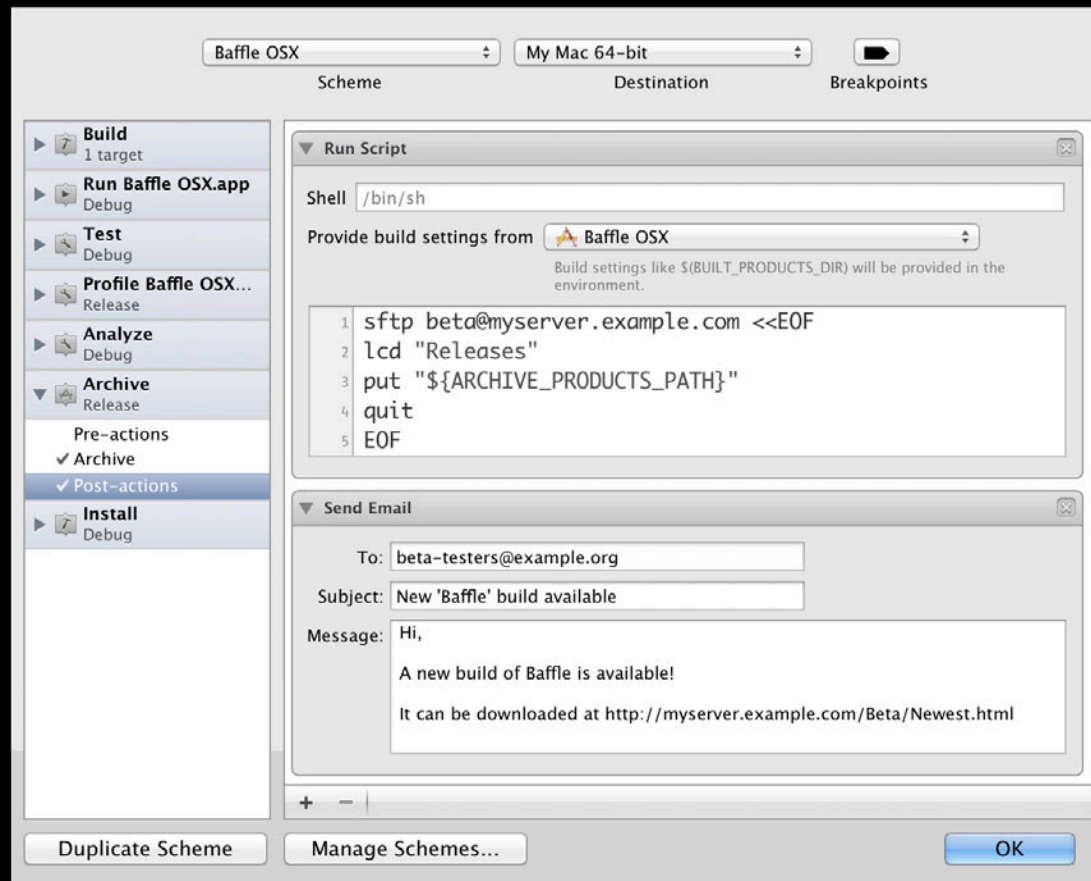 Baffle OSX
My Mac 64-bit
Scheme
Destination
Breakpoints
Build
1 target
Run Baffle OSX.app
Debug
Test
Debug
Profile Baffle OSX...
Release
Analyze
Debug
Archive
Release
Pre-actions
Archive
Post-actions
Install
Debug
Run Script
Shell /bin/sh
Provide build settings from Baffle OSX
Build settings like $(BUILT_PRODUCTS_DIR) will be provided in the
environment.
1 sftp beta@myserver.example.com <<EOF
2 lcd "Releases"
3 put "${ARCHIVE_PRODUCTS_PATH}"
4 quit
5 EOF
Send Email
To: beta-testers@example.org
Subject: New 'Baffle' build available
Message: Hi,
A new build of Baffle is available!
It can be downloaded at http://myserver.example.com/Beta/Newest.html
Duplicate Scheme
Manage Schemes...
OK